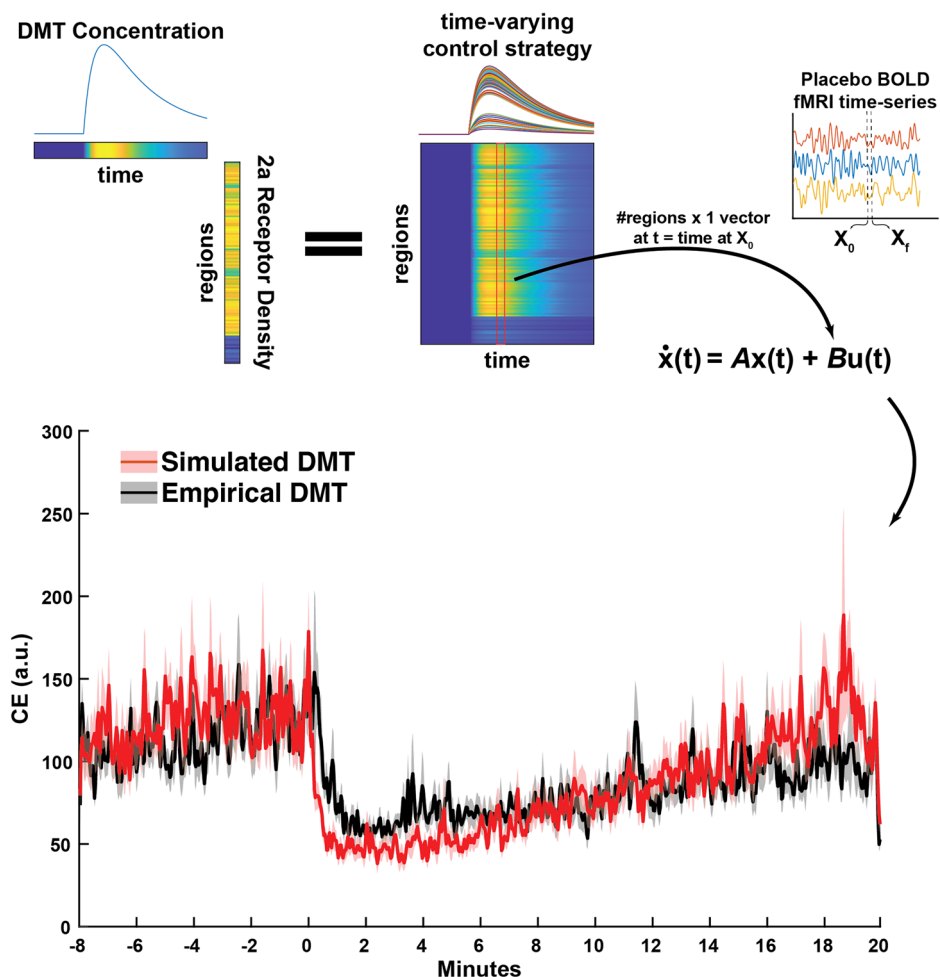 DMT Concentration
time
regions
2a Receptor Density
time-varying
control strategy
regions
time
Placebo BOLD
fMRI time-series
X0
Xf
#regions x 1 vector
at t = time at X0
ẋ(t) = Ax(t) + Bu(t)
Simulated DMT
Empirical DMT
CE (a.u.)
300
250
200
150
100
50
0
-8 -6 -4 -2 0 2 4 6 8 10 12 14 16 18 20
Minutes